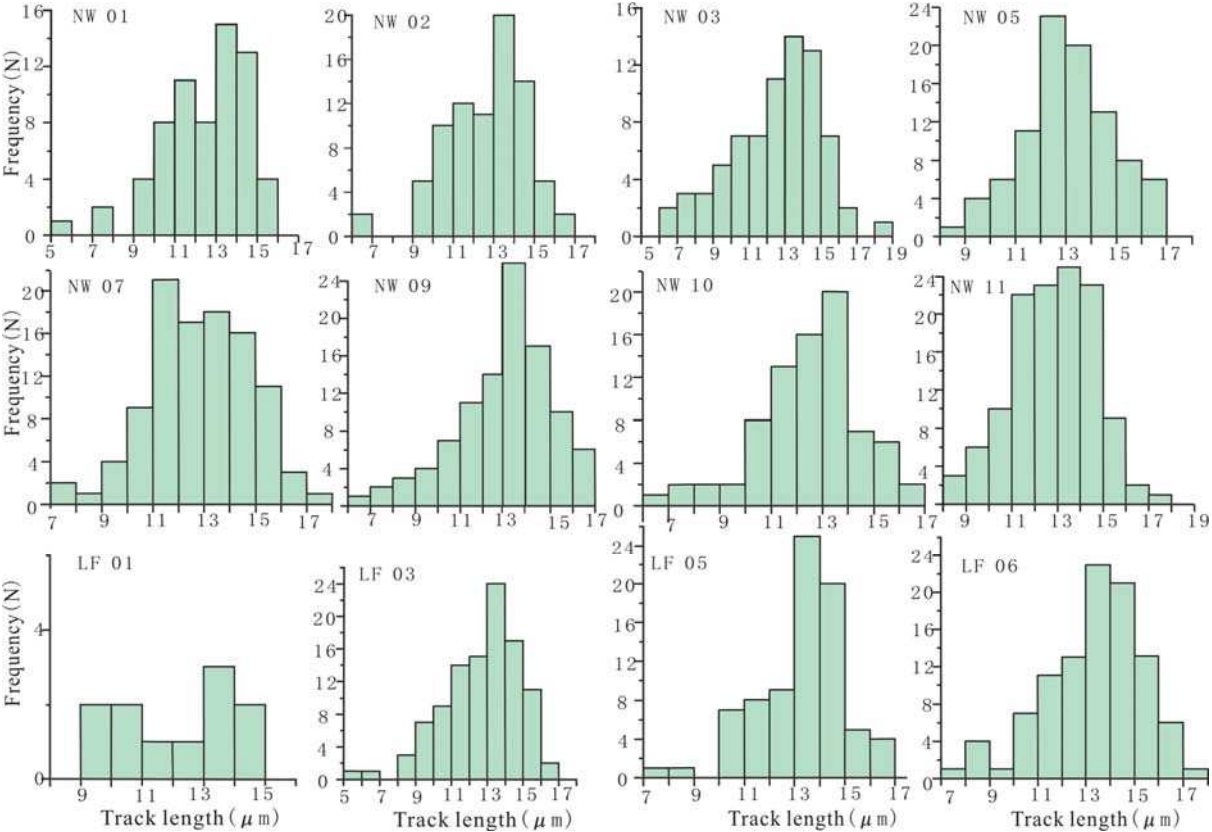 Frequency(N)
NW 01
16
12
8
4
0
5 7 9 11 13 15 17
NW 02
20
16
12
8
4
0
7 9 11 13 15 17
NW 03
16
12
8
4
0
5 7 9 11 13 15 17 19
NW 05
24
20
16
12
8
4
0
9 11 13 15 17
Frequency(N)
NW 07
20
16
12
8
4
0
7 9 11 13 15 17
NW 09
24
20
16
12
8
4
0
7 9 11 13 15 17
NW 10
20
16
12
8
4
0
7 9 11 13 15 17
NW 11
24
20
16
12
8
4
0
9 11 13 15 17 19
Frequency(N)
LF 01
4
0
9 11 13 15
Track length(μm)
LF 03
24
20
16
12
8
4
0
5 7 9 11 13 15 17
Track length(μm)
LF 05
24
20
16
12
8
4
0
7 9 11 13 15 17
Track length(μm)
LF 06
24
20
16
12
8
4
0
7 9 11 13 15 17
Track length(μm)